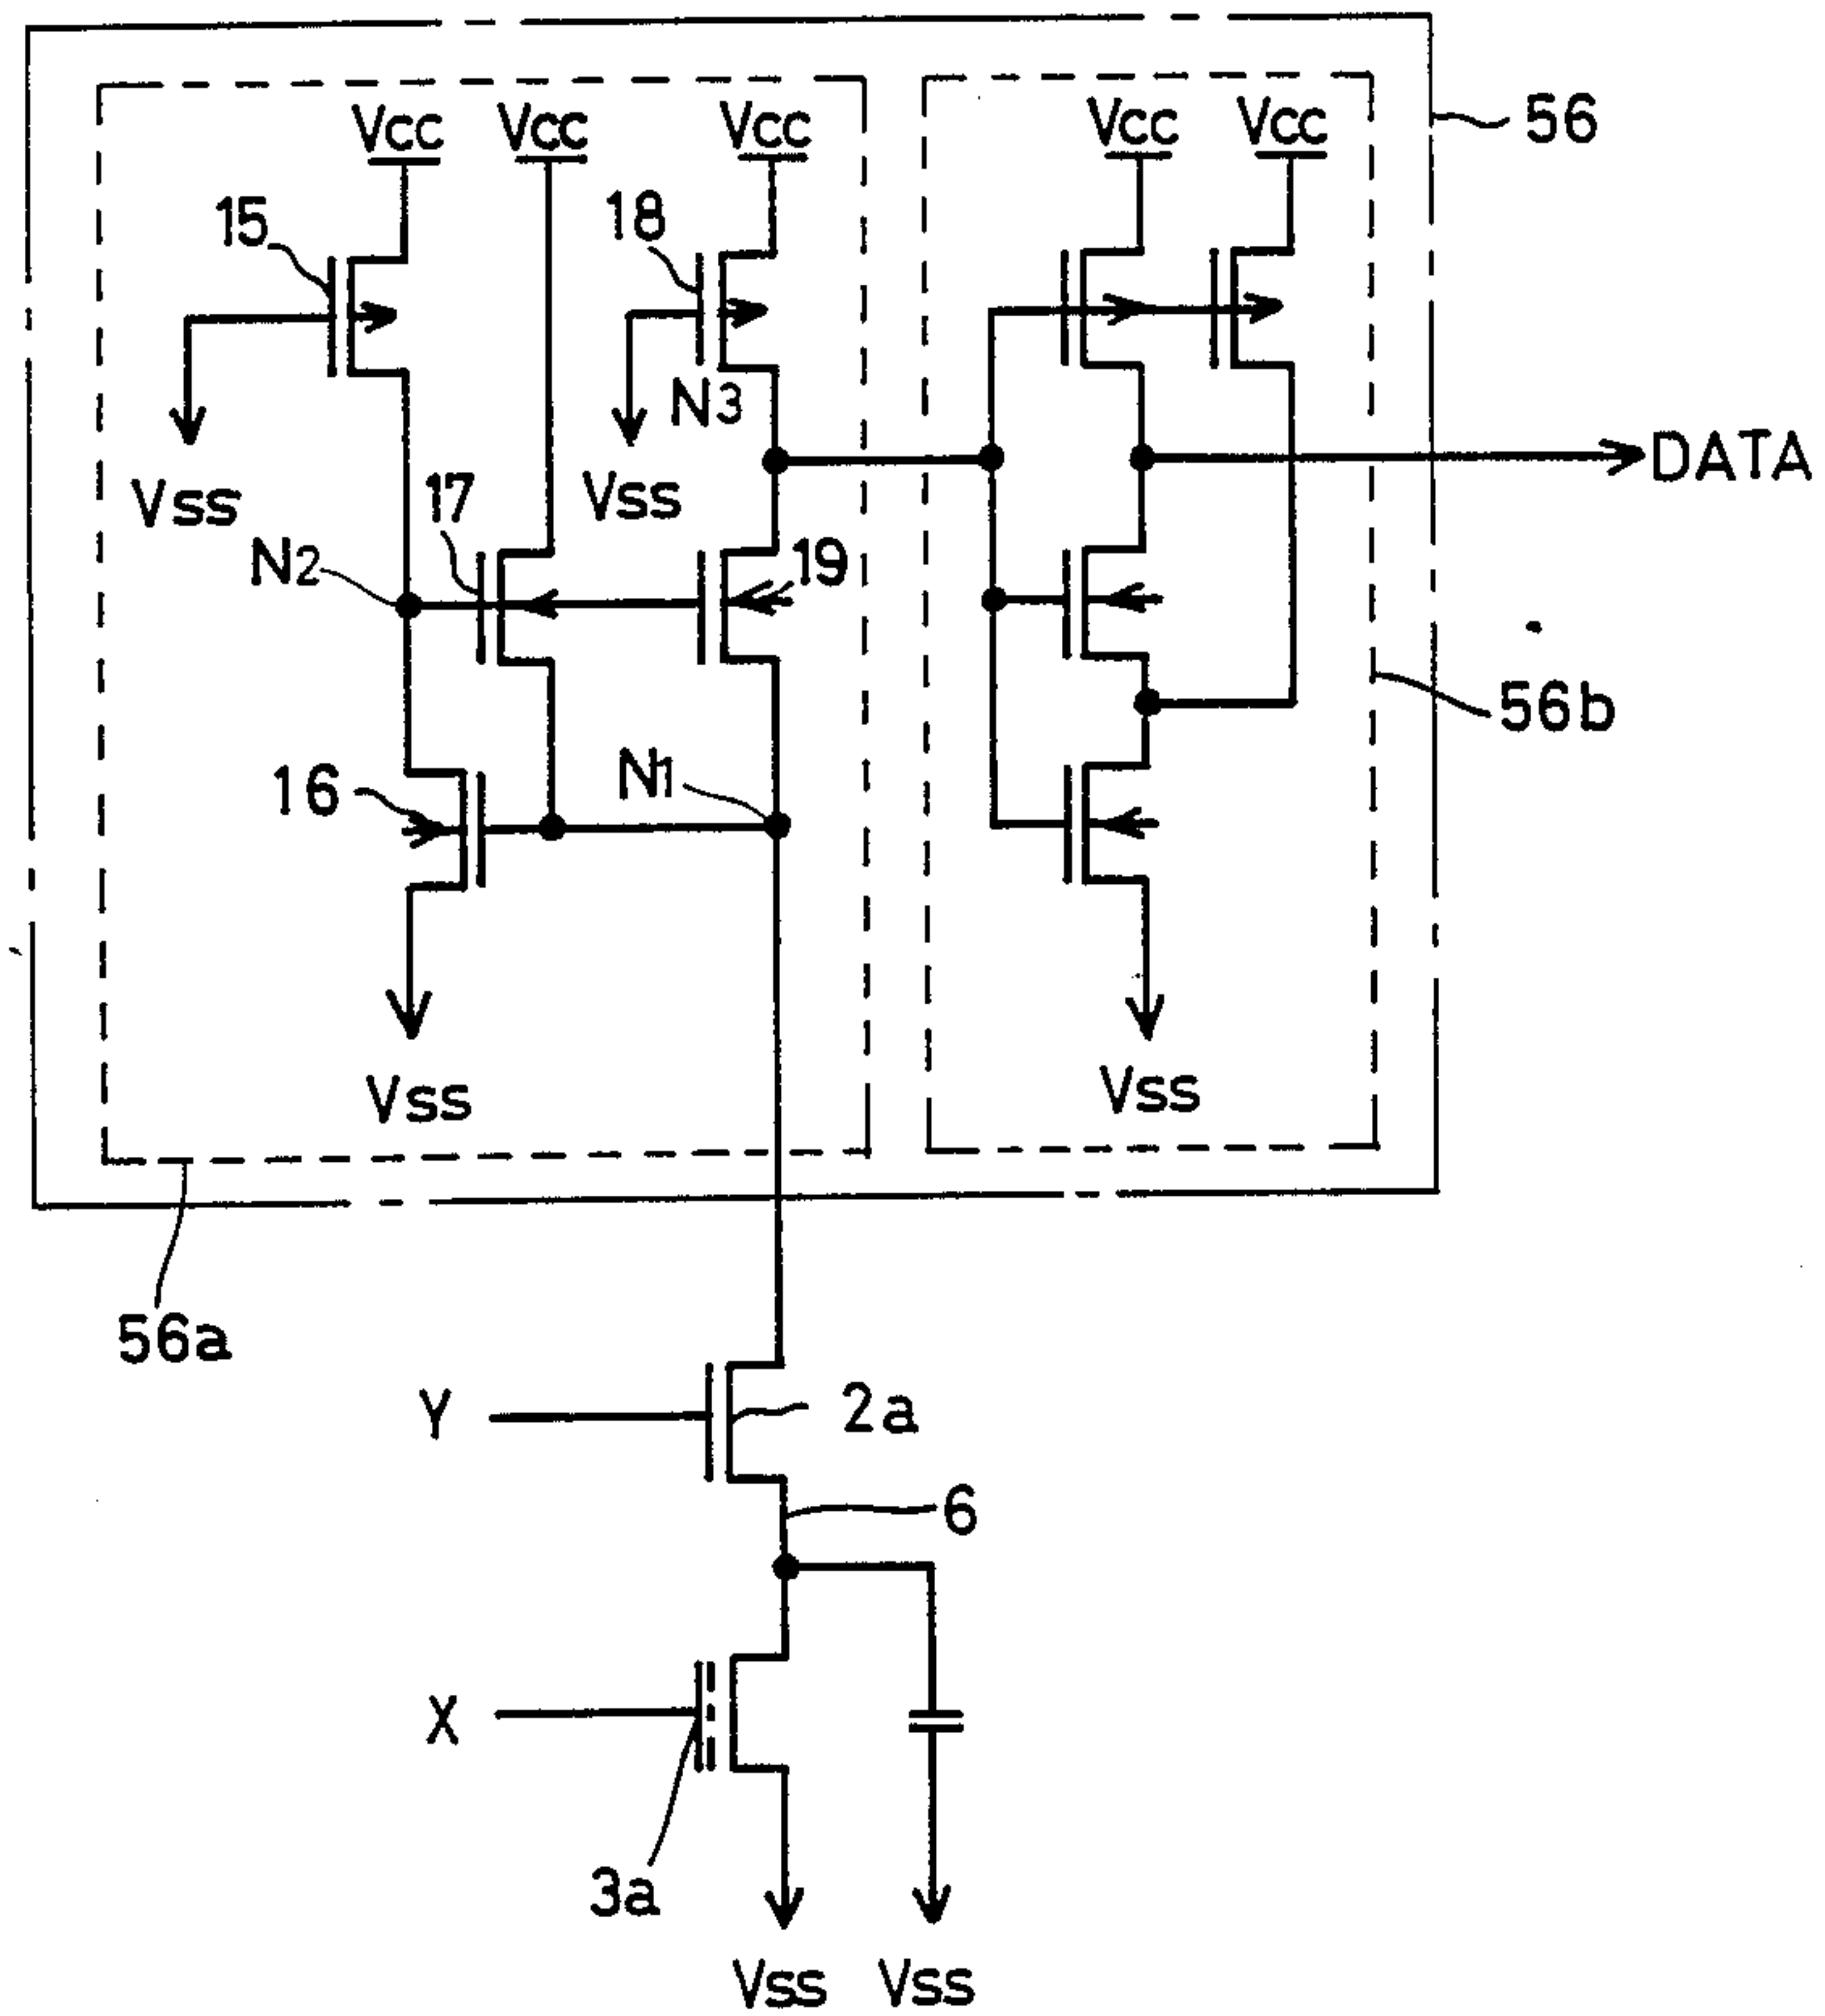 Vcc Vcc Vcc Vcc Vcc
56
15
18
N3
DATA
Vss
17
Vss
N2
19
56b
N1
16
Vss
Vss
56a
Y
2a
6
X
3a
Vss
Vss